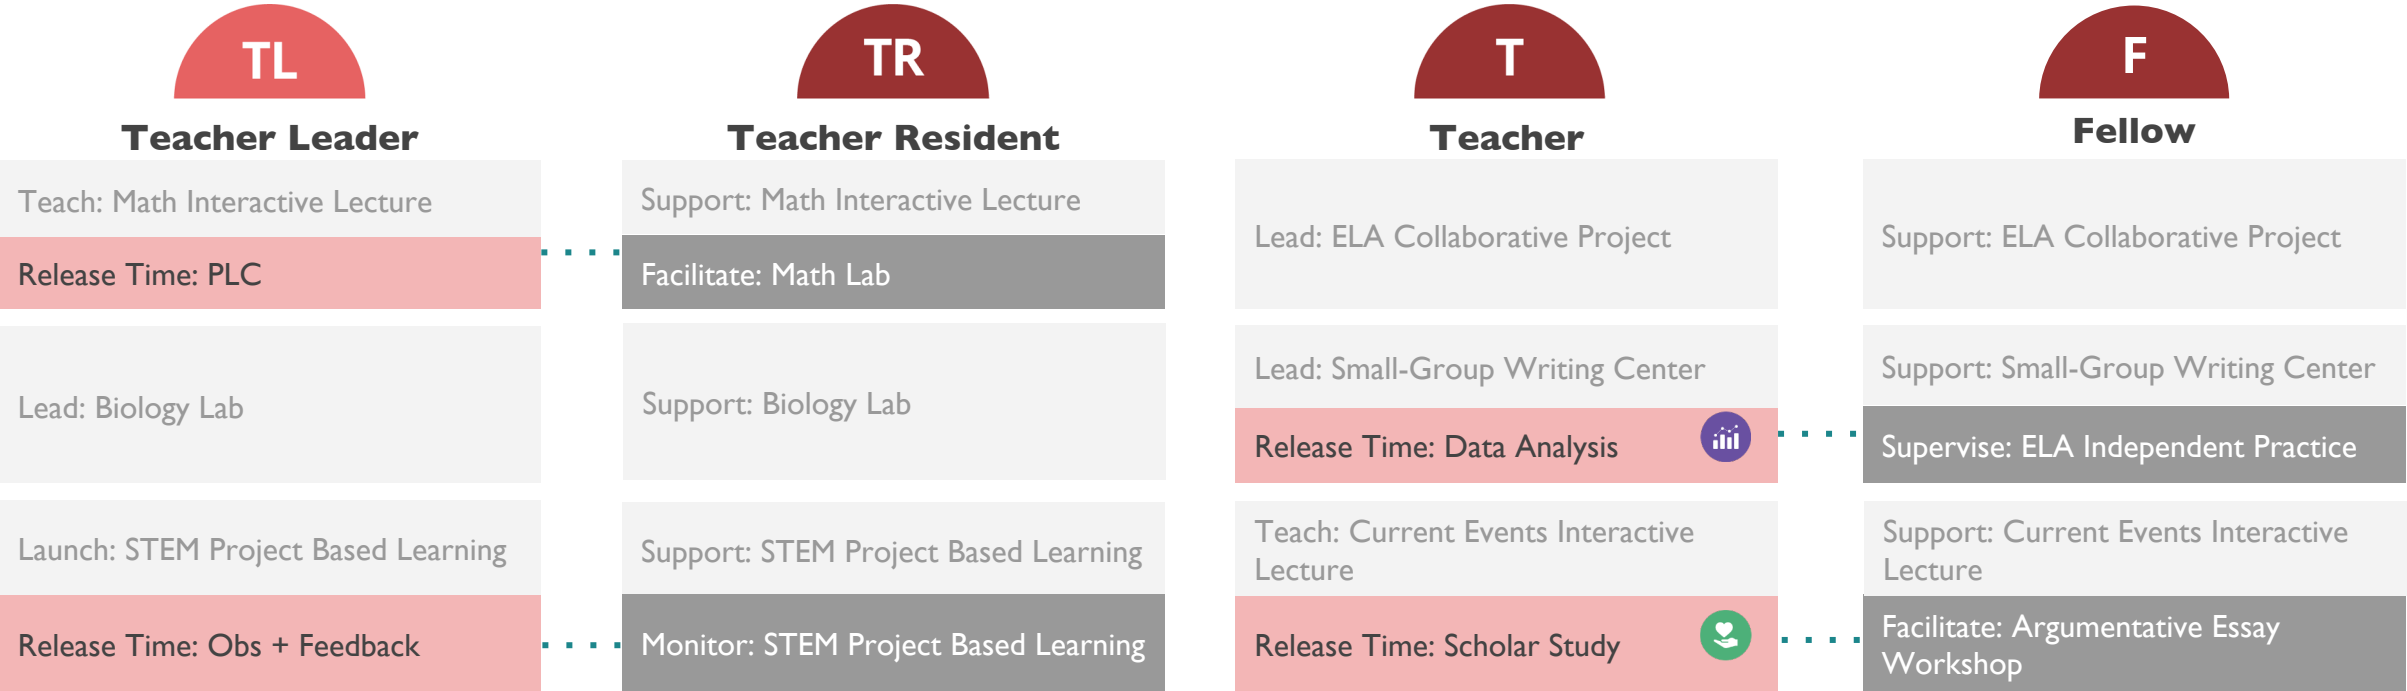 TL
Teacher Leader
Teach: Math Interactive Lecture
Release Time: PLC
Lead: Biology Lab
Launch: STEM Project Based Learning
Release Time: Obs + Feedback
TR
Teacher Resident
Support: Math Interactive Lecture
Facilitate: Math Lab
Support: Biology Lab
Support: STEM Project Based Learning
Monitor: STEM Project Based Learning
T
Teacher
Lead: ELA Collaborative Project
Lead: Small-Group Writing Center
Release Time: Data Analysis
Teach: Current Events Interactive
Lecture
Release Time: Scholar Study
F
Fellow
Support: ELA Collaborative Project
Support: Small-Group Writing Center
Supervise: ELA Independent Practice
Support: Current Events Interactive
Lecture
Facilitate: Argumentative Essay
Workshop